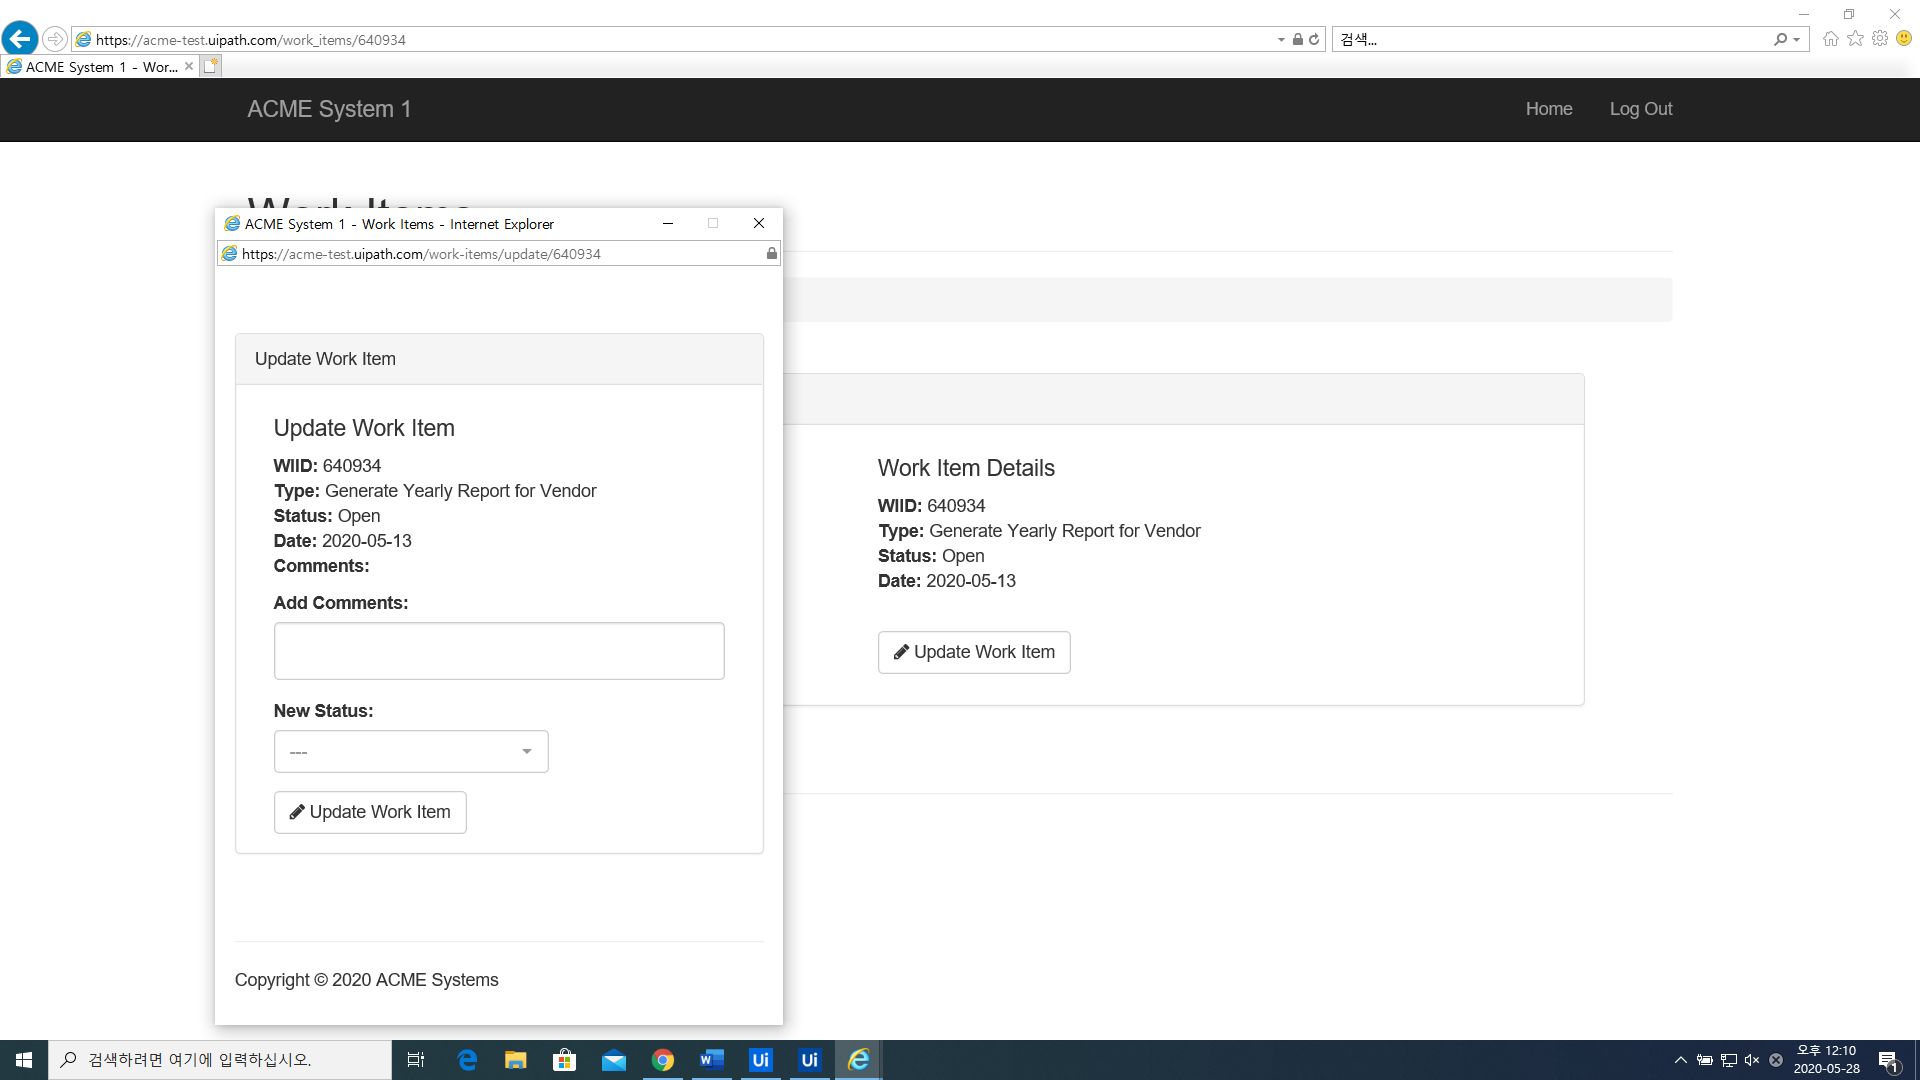 https://acme-test.uipath.com/work_items/640934
검색...
ACME System 1 - Wor...
ACME System 1
Home
Log Out
Work Items
ACME System 1 - Work Items - Internet Explorer
https://acme-test.uipath.com/work-items/update/640934
Update Work Item
Update Work Item
WIID: 640934
Type: Generate Yearly Report for Vendor
Status: Open
Date: 2020-05-13
Comments:
Add Comments:
New Status:
---
Update Work Item
Copyright © 2020 ACME Systems
Work Item Details
WIID: 640934
Type: Generate Yearly Report for Vendor
Status: Open
Date: 2020-05-13
Update Work Item
검색하려면 여기에 입력하십시오.
Ui
Ui
오후 12:10
2020-05-28
1